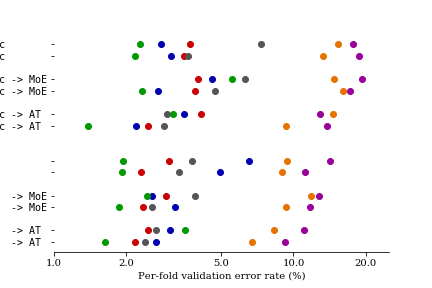 c -
c -
c -> MoE -
c -> MoE -
c -> AT -
c -> AT -
-
-
-> MoE -
-> MoE -
-> AT -
-> AT -
1.0 2.0 5.0 10.0 20.0
Per-fold validation error rate (%)